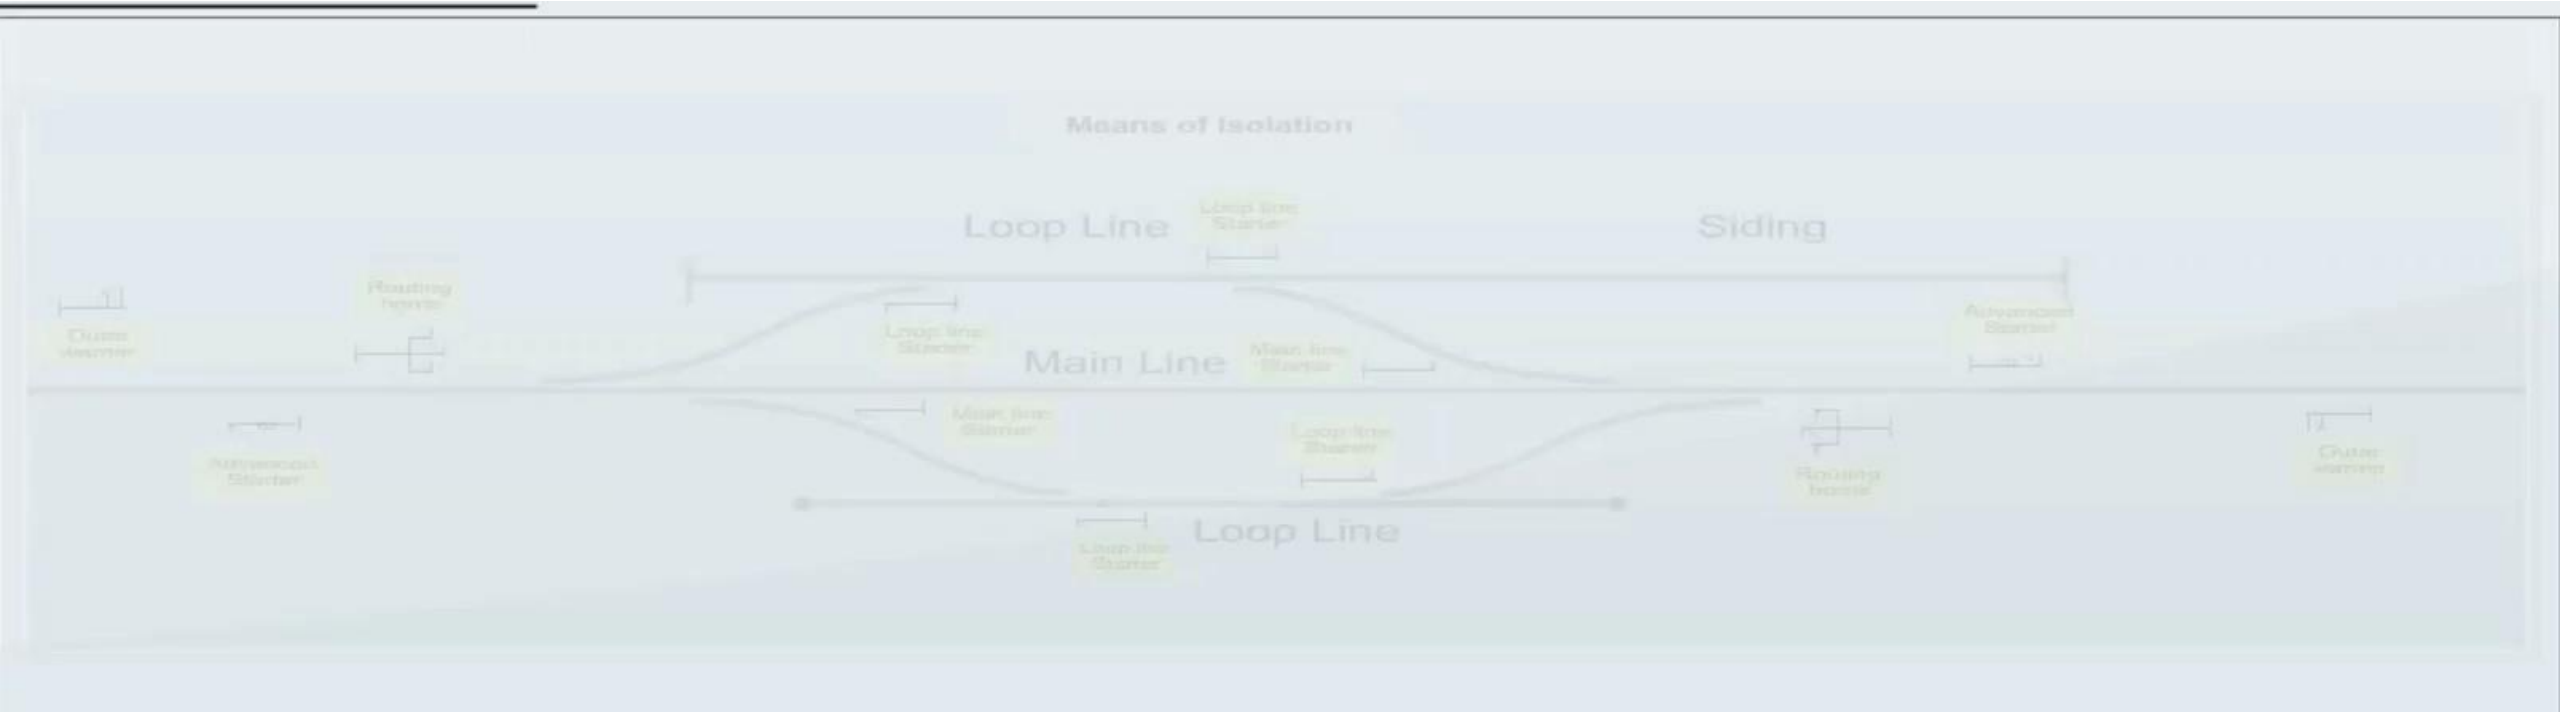 Means of Isolation
Loop line
Starter
Loop Line
Siding
Routing
home
Advanced
Starter
Outer
warner
Loop line
Starter
Main Line
Main line
Starter
Main line
Starter
Loop line
Starter
Advanced
Starter
Outer
warner
Routing
home
Loop Line
Loop line
Starter